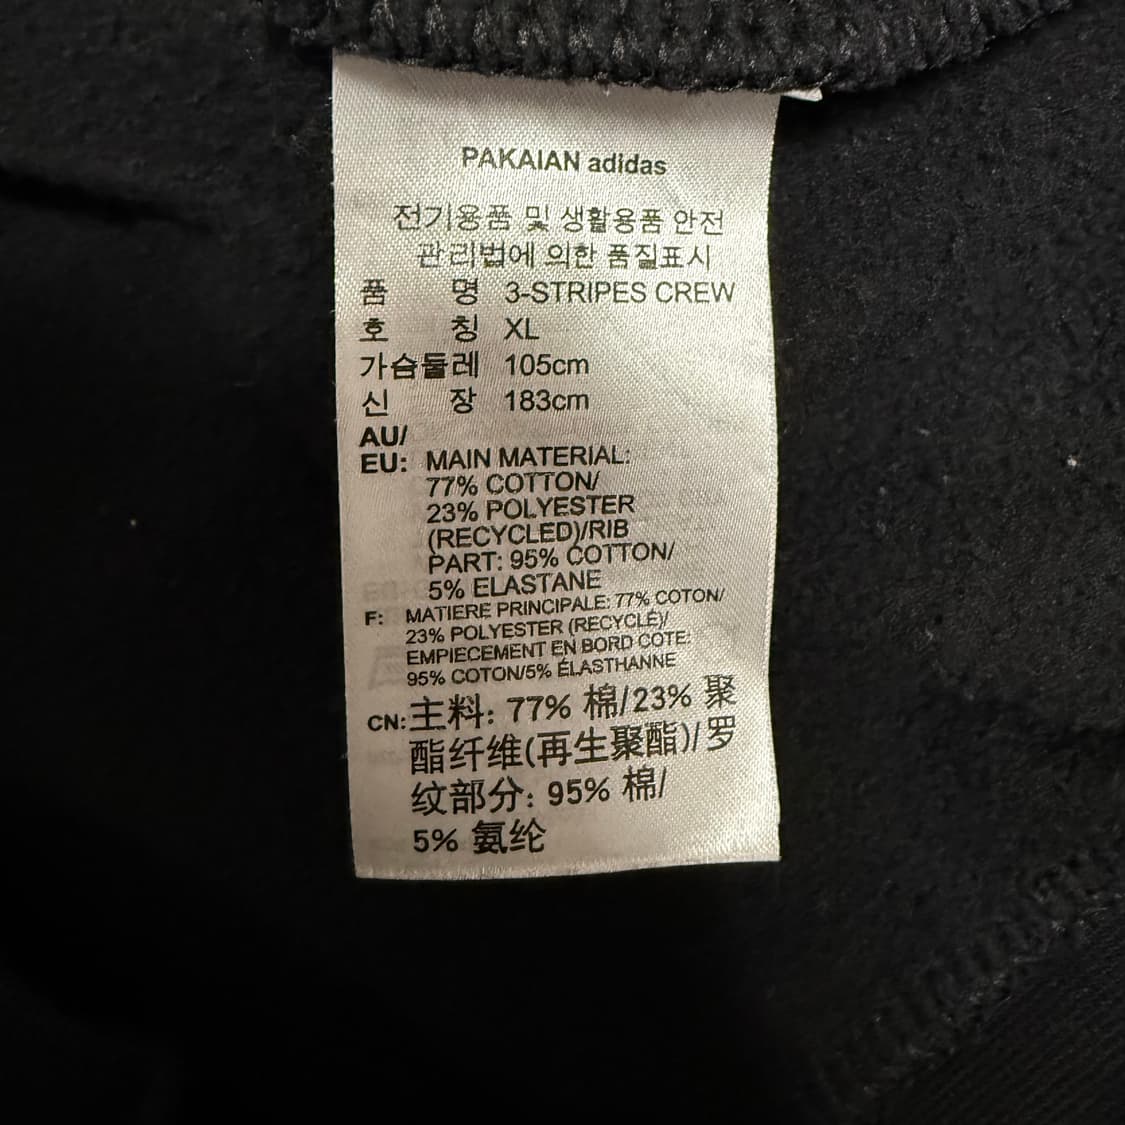 PAKAIAN adidas
전기용품 및 생활용품 안전
관리법에 의한 품질표시
품 명 3-STRIPES CREW
호 칭 XL
가슴둘레 105cm
신 장 183cm
AU/
EU: MAIN MATERIAL:
77% COTTON/
23% POLYESTER
(RECYCLED)/RIB
PART: 95% COTTON/
5% ELASTANE
F: MATIERE PRINCIPALE: 77% COTON/
23% POLYESTER (RECYCLÉ)/
EMPIECEMENT EN BORD COTE:
95% COTON/5% ÉLASTHANNE
CN: 主料: 77% 棉/23% 聚
酯纤维(再生聚酯)/罗
纹部分: 95% 棉/
5% 氨纶